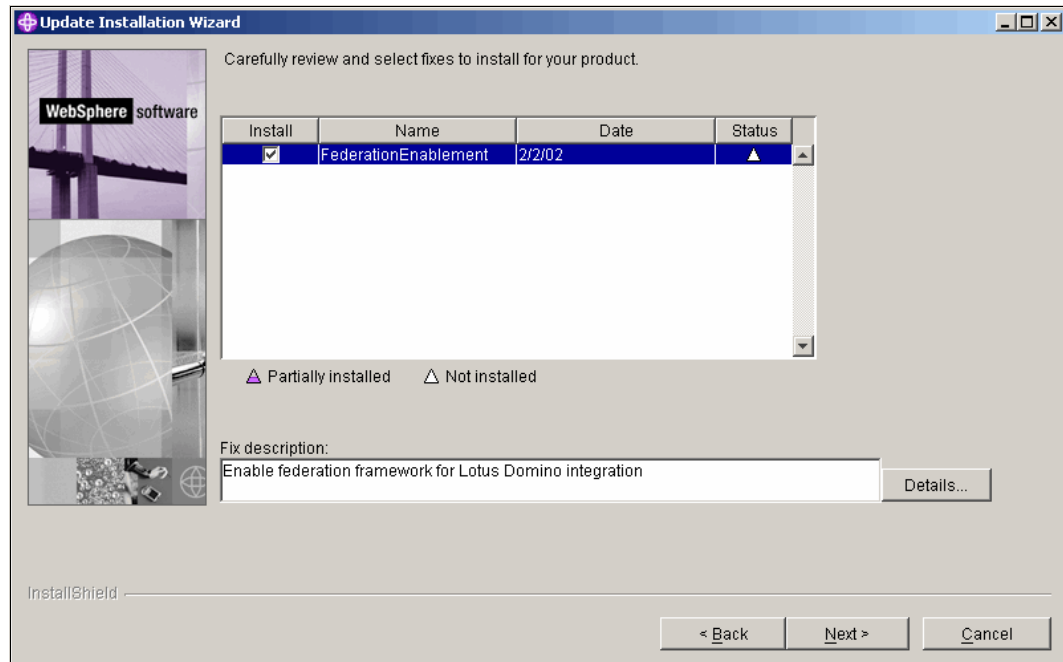 Update Installation Wizard
Carefully review and select fixes to install for your product.
WebSphere software
Install Name Date Status
FederationEnablement 2/2/02
Partially installed Not installed
Fix description:
Enable federation framework for Lotus Domino integration
Details...
InstallShield
< Back Next > Cancel